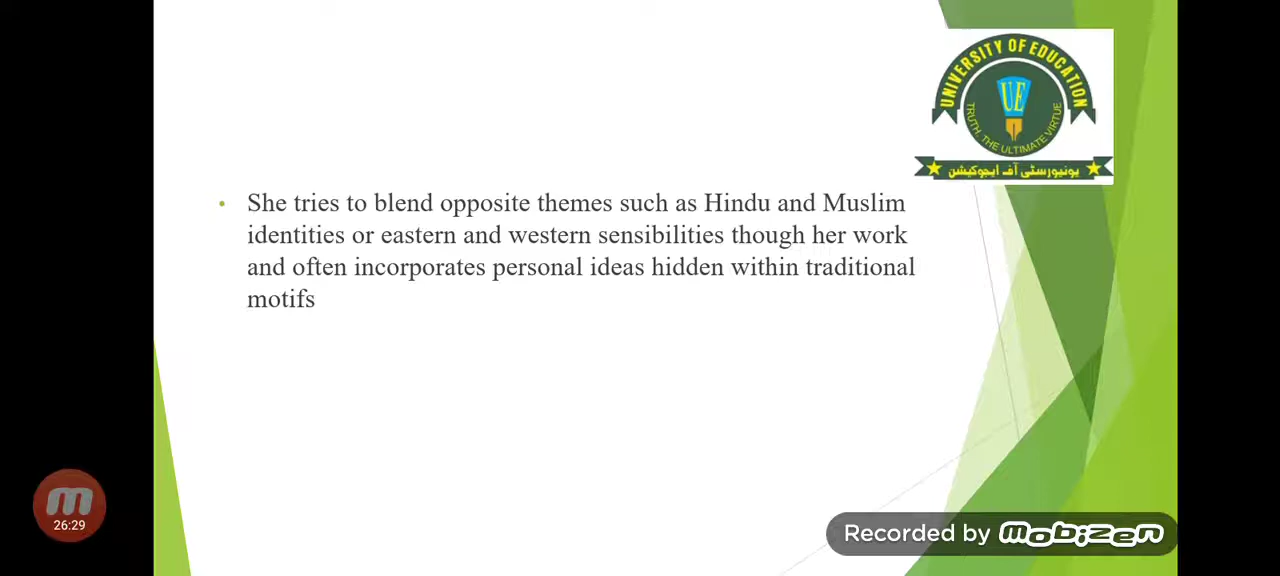 UNIVERSITY OF EDUCATION
UE
TRUTH, THE ULTIMATE VIRTUE
یونیورسٹی آف ایجوکیشن
• She tries to blend opposite themes such as Hindu and Muslim
identities or eastern and western sensibilities though her work
and often incorporates personal ideas hidden within traditional
motifs
26:29
Recorded by mobizen